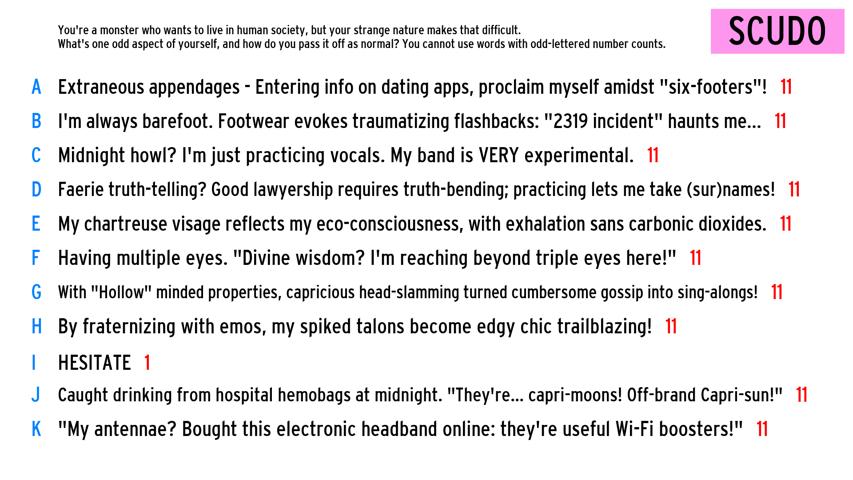 You're a monster who wants to live in human society, but your strange nature makes that difficult.
What's one odd aspect of yourself, and how do you pass it off as normal? You cannot use words with odd-lettered number counts.
SCUDO
A Extraneous appendages - Entering info on dating apps, proclaim myself amidst "six-footers"! 11
B I'm always barefoot. Footwear evokes traumatizing flashbacks: "2319 incident" haunts me... 11
C Midnight howl? I'm just practicing vocals. My band is VERY experimental. 11
D Faerie truth-telling? Good lawyership requires truth-bending; practicing lets me take (sur)names! 11
E My chartreuse visage reflects my eco-consciousness, with exhalation sans carbonic dioxides. 11
F Having multiple eyes. "Divine wisdom? I'm reaching beyond triple eyes here!" 11
G With "Hollow" minded properties, capricious head-slamming turned cumbersome gossip into sing-alongs! 11
H By fraternizing with emos, my spiked talons become edgy chic trailblazing! 11
I HESITATE 1
J Caught drinking from hospital hemobags at midnight. "They're... capri-moons! Off-brand Capri-sun!" 11
K "My antennae? Bought this electronic headband online: they're useful Wi-Fi boosters!" 11